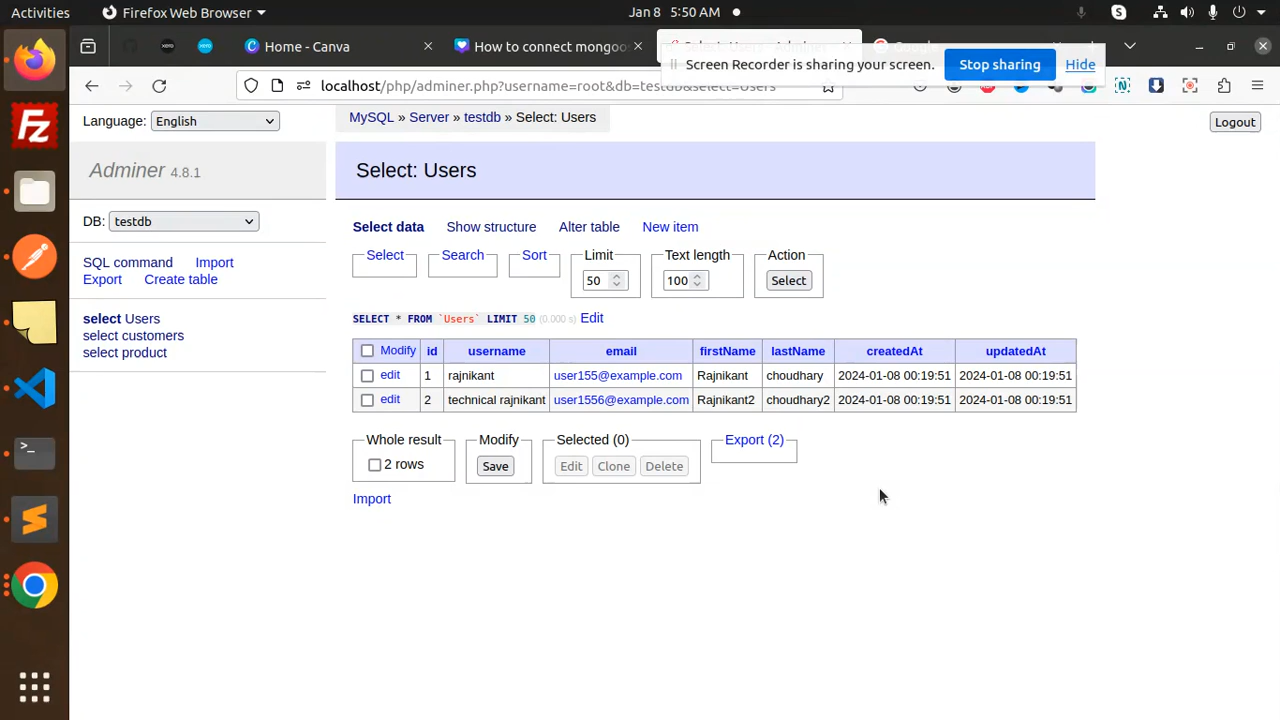 Activities Firefox Web Browser Jan 8 5:50 AM
Home - Canva How to connect mongoo Select: Users - Adminer Google
Screen Recorder is sharing your screen. Stop sharing Hide
localhost/php/adminer.php?username=root&db=testdb&select=Users
Language: English MySQL » Server » testdb » Select: Users Logout
Adminer 4.8.1 Select: Users
DB: testdb Select data Show structure Alter table New item
SQL command Import Select Search Sort Limit Text length Action
Export Create table 50 100 Select
select Users SELECT * FROM `Users` LIMIT 50 (0.000 s) Edit
select customers
select product
Modify id username email firstName lastName createdAt updatedAt
edit 1 rajnikant user155@example.com Rajnikant choudhary 2024-01-08 00:19:51 2024-01-08 00:19:51
edit 2 technical rajnikant user1556@example.com Rajnikant2 choudhary2 2024-01-08 00:19:51 2024-01-08 00:19:51
Whole result Modify Selected (0) Export (2)
2 rows Save Edit Clone Delete
Import